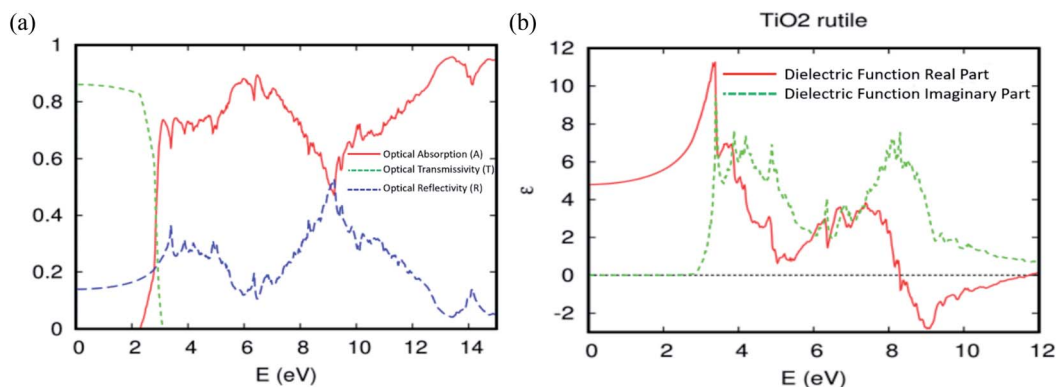 (a)
1
0.8
0.6
0.4
0.2
0
0 2 4 6 8 10 12 14
E (eV)
Optical Absorption (A)
Optical Transmissivity (T)
Optical Reflectivity (R)
(b)
TiO2 rutile
12
10
8
6
4
2
0
-2
ε
0 2 4 6 8 10 12
E (eV)
Dielectric Function Real Part
Dielectric Function Imaginary Part